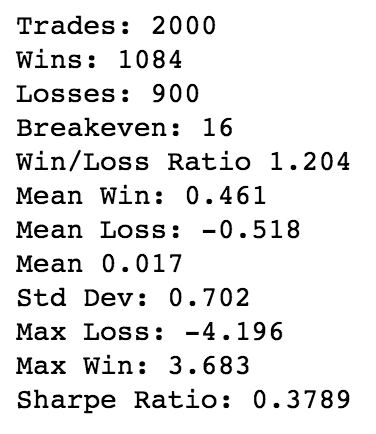 Trades: 2000
Wins: 1084
Losses: 900
Breakeven: 16
Win/Loss Ratio 1.204
Mean Win: 0.461
Mean Loss: -0.518
Mean 0.017
Std Dev: 0.702
Max Loss: -4.196
Max Win: 3.683
Sharpe Ratio: 0.3789